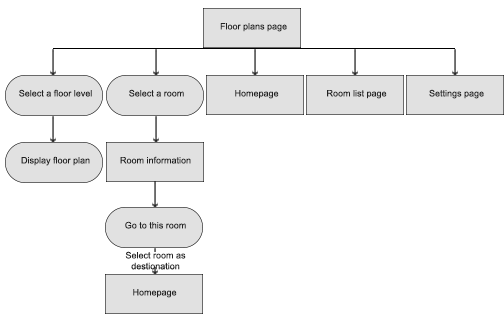 Floor plans page
Select a floor level
Select a room
Homepage
Room list page
Settings page
Display floor plan
Room information
Go to this room
Select room as
destionation
Homepage